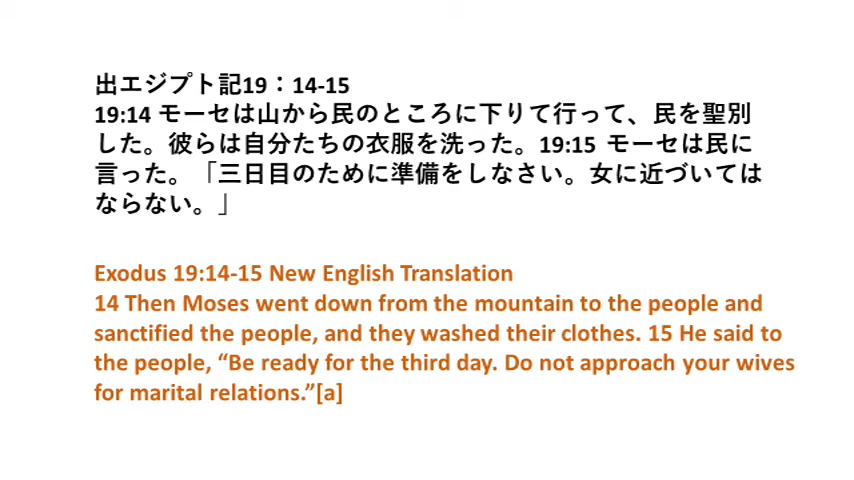 出エジプト記19：14-15
19:14 モーセは山から民のところに下りて行って、民を聖別
した。彼らは自分たちの衣服を洗った。19:15 モーセは民に
言った。「三日目のために準備をしなさい。女に近づいては
ならない。」
Exodus 19:14-15 New English Translation
14 Then Moses went down from the mountain to the people and
sanctified the people, and they washed their clothes. 15 He said to
the people, “Be ready for the third day. Do not approach your wives
for marital relations.”[a]